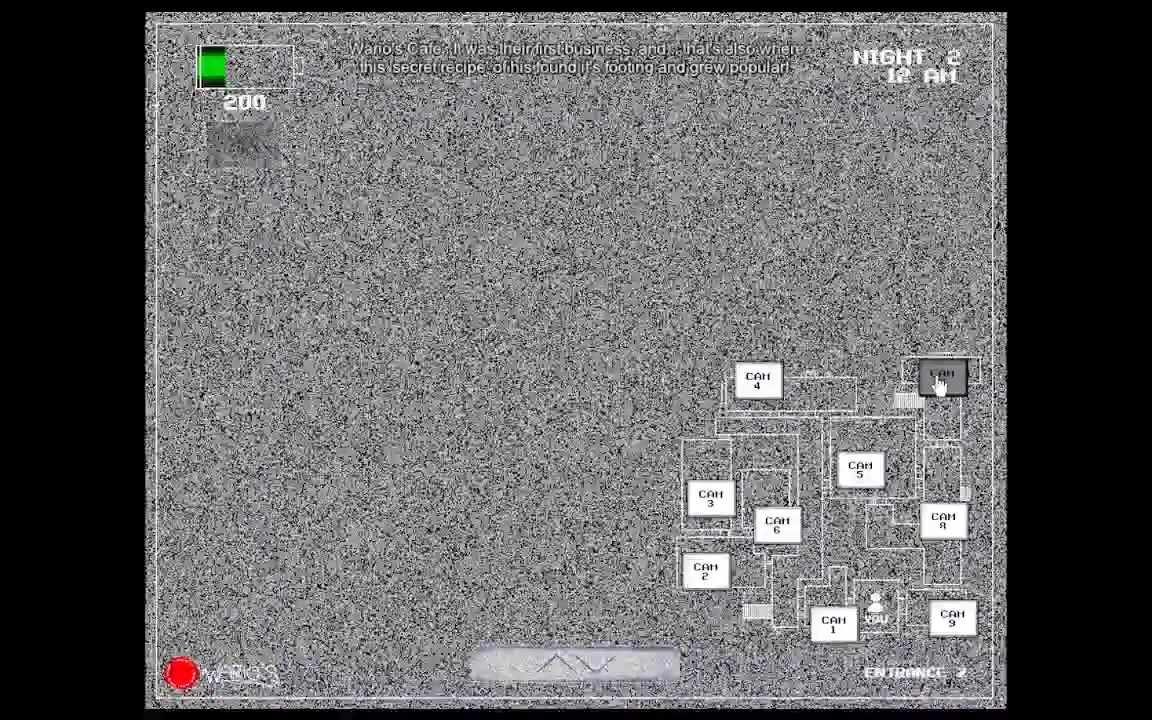 Wario's Cafe. It was their first business, and... that's also where
this 'secret recipe' of his found it's footing and grew popular!
NIGHT 2
12 AM
200
CAM
4
CAM
CAM
5
CAM
3
CAM
6
CAM
8
CAM
2
YOU
CAM
1
CAM
9
WARIO'S
ENTRANCE 2